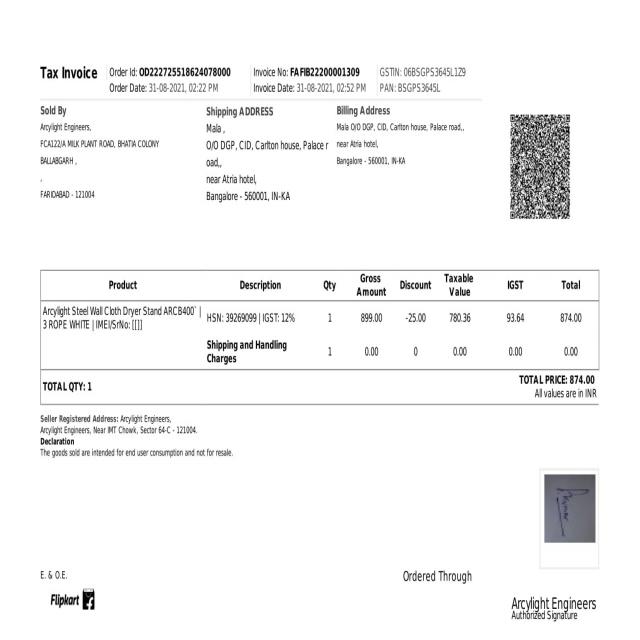 Tax Invoice
Order Id: OD222725518624078000
Order Date: 31-08-2021, 02:22 PM
Invoice No: FAFIB22200001309
Invoice Date: 31-08-2021, 02:52 PM
GSTIN: 06BSGPS3645L1Z9
PAN: BSGPS3645L
Sold By
Arcylight Engineers,
FCA122/A MILK PLANT ROAD, BHATIA COLONY
BALLABGARH ,
,
FARIDABAD - 121004
Shipping ADDRESS
Mala ,
O/O DGP, CID, Carlton house, Palace r
oad,,
near Atria hotel,
Bangalore - 560001, IN-KA
Billing Address
Mala O/O DGP, CID, Carlton house, Palace road,,
near Atria hotel,
Bangalore - 560001, IN-KA
Product Description Qty Gross Amount Discount Taxable Value IGST Total
Arcylight Steel Wall Cloth Dryer Stand ARCB400` |
3 ROPE WHITE | IMEI/SrNo: [[]]
HSN: 39269099 | IGST: 12% 1 899.00 -25.00 780.36 93.64 874.00
Shipping and Handling Charges 1 0.00 0 0.00 0.00 0.00
TOTAL QTY: 1
TOTAL PRICE: 874.00
All values are in INR
Seller Registered Address: Arcylight Engineers,
Arcylight Engineers, Near IMT Chowk, Sector 64-C - 121004.
Declaration
The goods sold are intended for end user consumption and not for resale.
E. & O.E.
Ordered Through
Flipkart
Arcylight Engineers
Authorized Signature